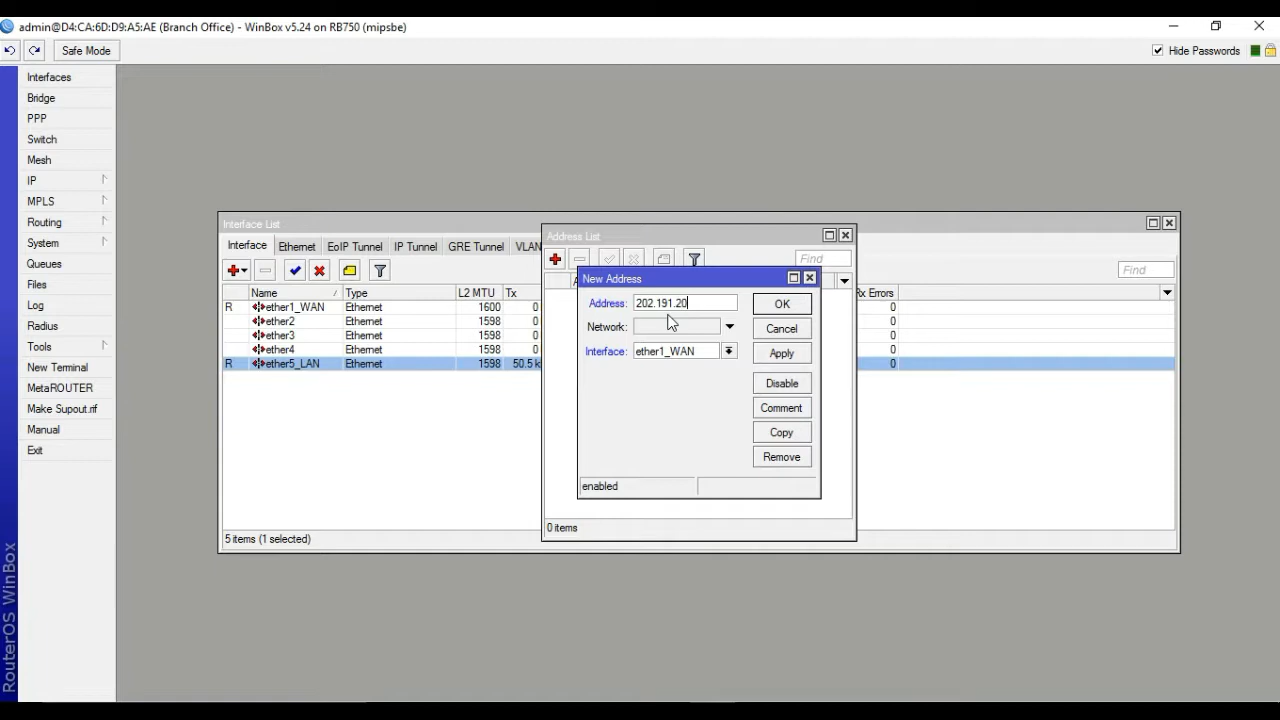 admin@D4:CA:6D:D9:A5:AE (Branch Office) - WinBox v5.24 on RB750 (mipsbe)
Safe Mode
Hide Passwords
Interfaces
Bridge
PPP
Switch
Mesh
IP
MPLS
Routing
System
Queues
Files
Log
Radius
Tools
New Terminal
MetaROUTER
Make Supout.rif
Manual
Exit
RouterOS WinBox
Interface List
Interface Ethernet EoIP Tunnel IP Tunnel GRE Tunnel VLAN
Find
Name Type L2 MTU Tx Rx Errors
R ether1_WAN Ethernet 1600 0 0
ether2 Ethernet 1598 0 0
ether3 Ethernet 1598 0 0
ether4 Ethernet 1598 0 0
R ether5_LAN Ethernet 1598 50.5 k 0
5 items (1 selected)
Address List
Find
New Address
Address: 202.191.20
Network:
Interface: ether1_WAN
OK
Cancel
Apply
Disable
Comment
Copy
Remove
enabled
0 items